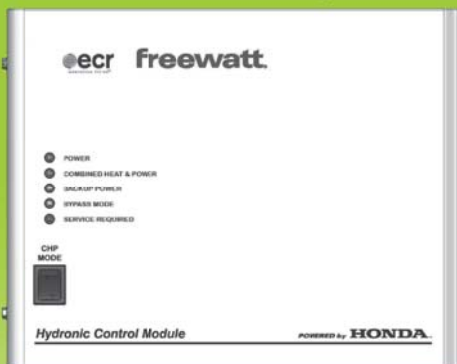 ecr freewatt.
POWER
COMBINED HEAT & POWER
BACKUP POWER
BYPASS MODE
SERVICE REQUIRED
CHP
MODE
Hydronic Control Module POWERED by HONDA